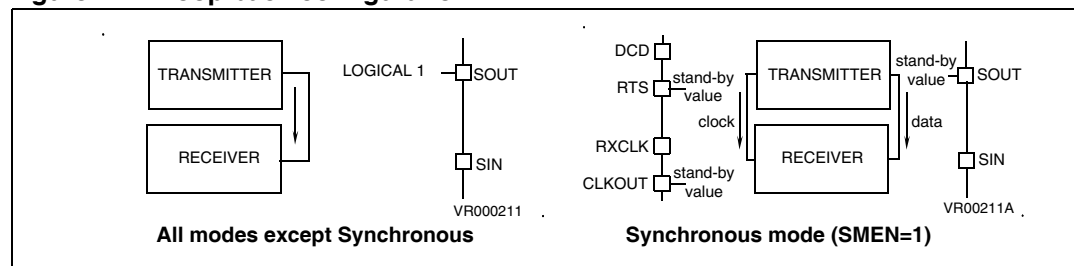 TRANSMITTER
RECEIVER
LOGICAL 1
SOUT
SIN
VR000211
All modes except Synchronous
DCD
RTS
stand-by
value
clock
RXCLK
CLKOUT
stand-by
value
TRANSMITTER
RECEIVER
data
stand-by
value
SOUT
SIN
VR00211A
Synchronous mode (SMEN=1)